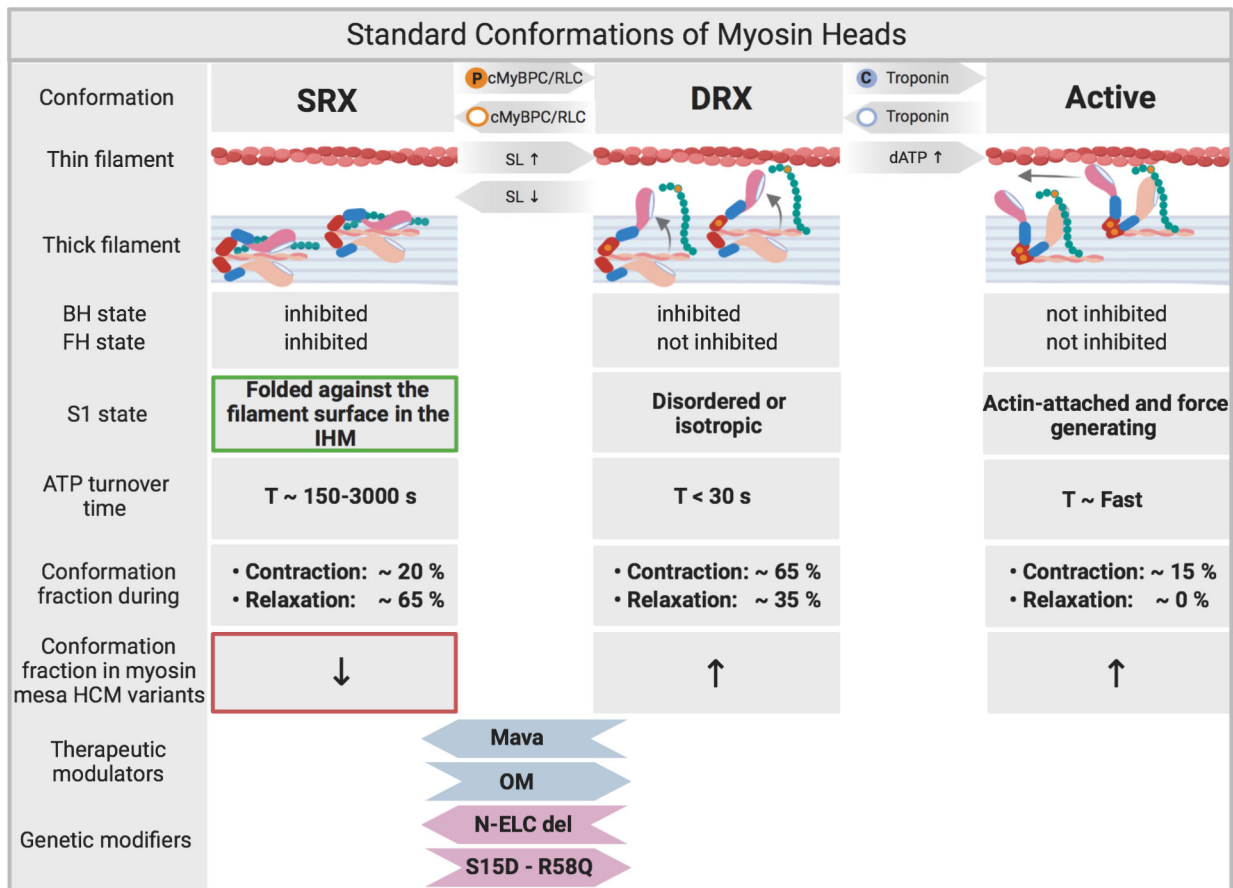 Standard Conformations of Myosin Heads
Conformation
SRX
P cMyBPC/RLC
cMyBPC/RLC
DRX
C Troponin
Troponin
Active
Thin filament
SL ↑
SL ↓
dATP ↑
Thick filament
BH state
inhibited
inhibited
not inhibited
FH state
inhibited
not inhibited
not inhibited
S1 state
Folded against the
filament surface in the
IHM
Disordered or
isotropic
Actin-attached and force
generating
ATP turnover
time
T ~ 150-3000 s
T < 30 s
T ~ Fast
Conformation
fraction during
• Contraction: ~ 20 %
• Relaxation: ~ 65 %
• Contraction: ~ 65 %
• Relaxation: ~ 35 %
• Contraction: ~ 15 %
• Relaxation: ~ 0 %
Conformation
fraction in myosin
mesa HCM variants
↓
↑
↑
Therapeutic
modulators
Mava
OM
Genetic modifiers
N-ELC del
S15D - R58Q